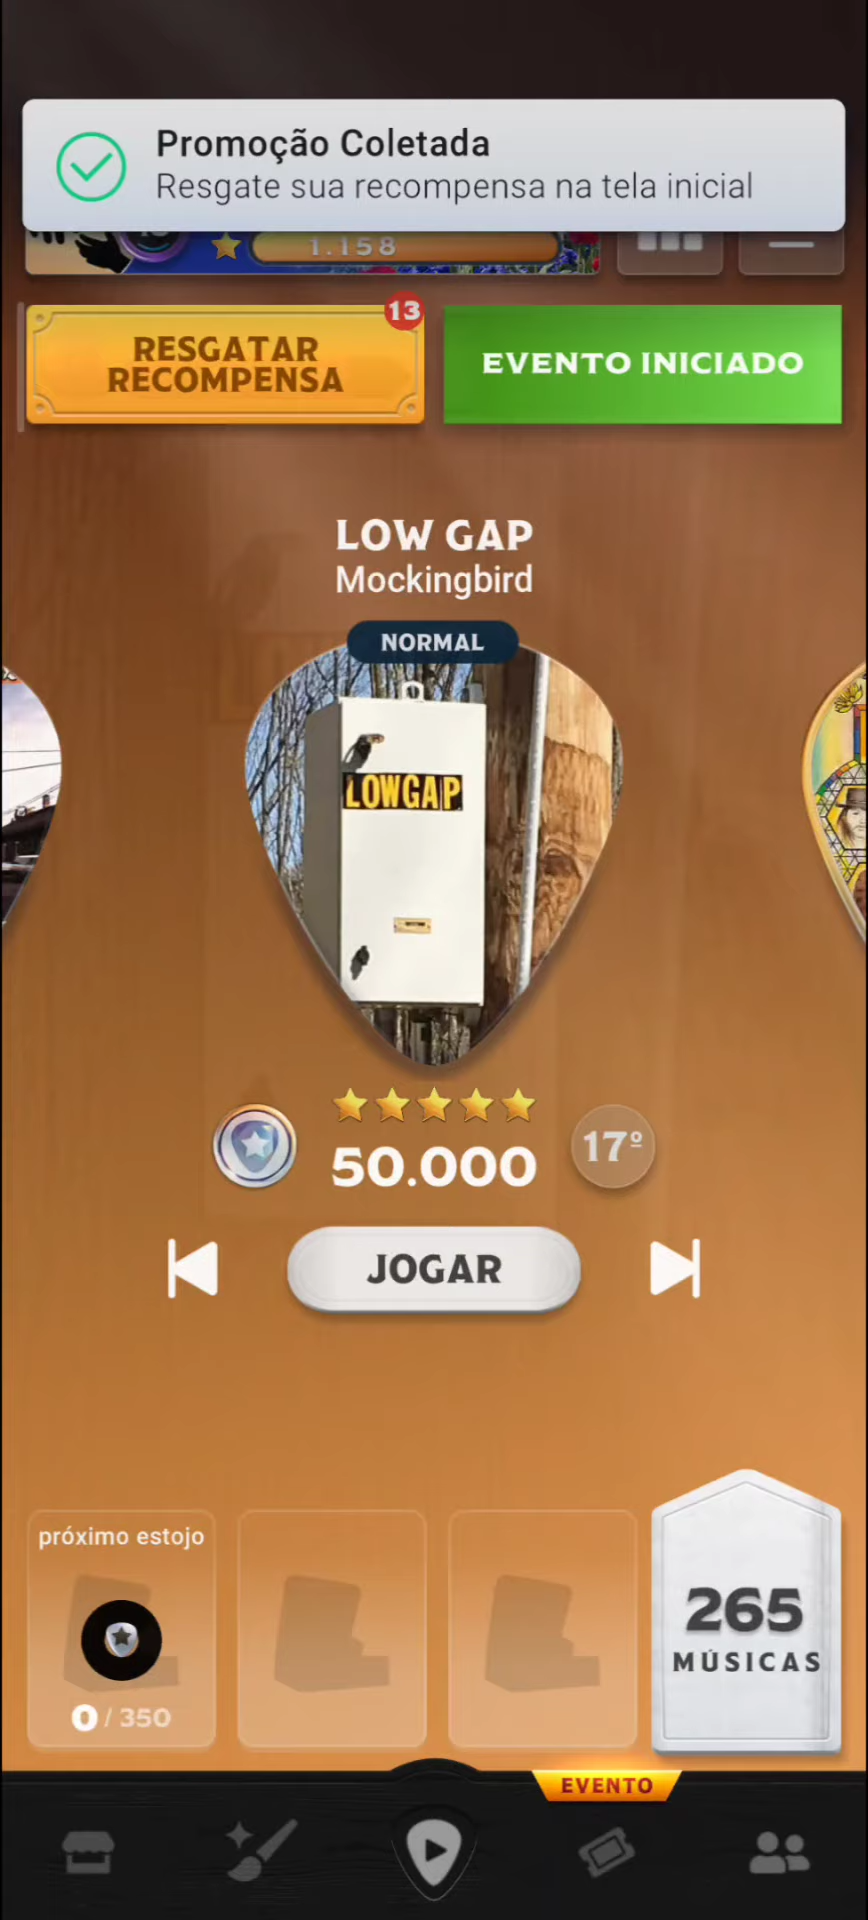 Promoção Coletada
Resgate sua recompensa na tela inicial
1.158
13
RESGATAR
RECOMPENSA
EVENTO INICIADO
LOW GAP
Mockingbird
NORMAL
LOWGAP
50.000
17º
JOGAR
próximo estojo
0 / 350
265
MÚSICAS
EVENTO